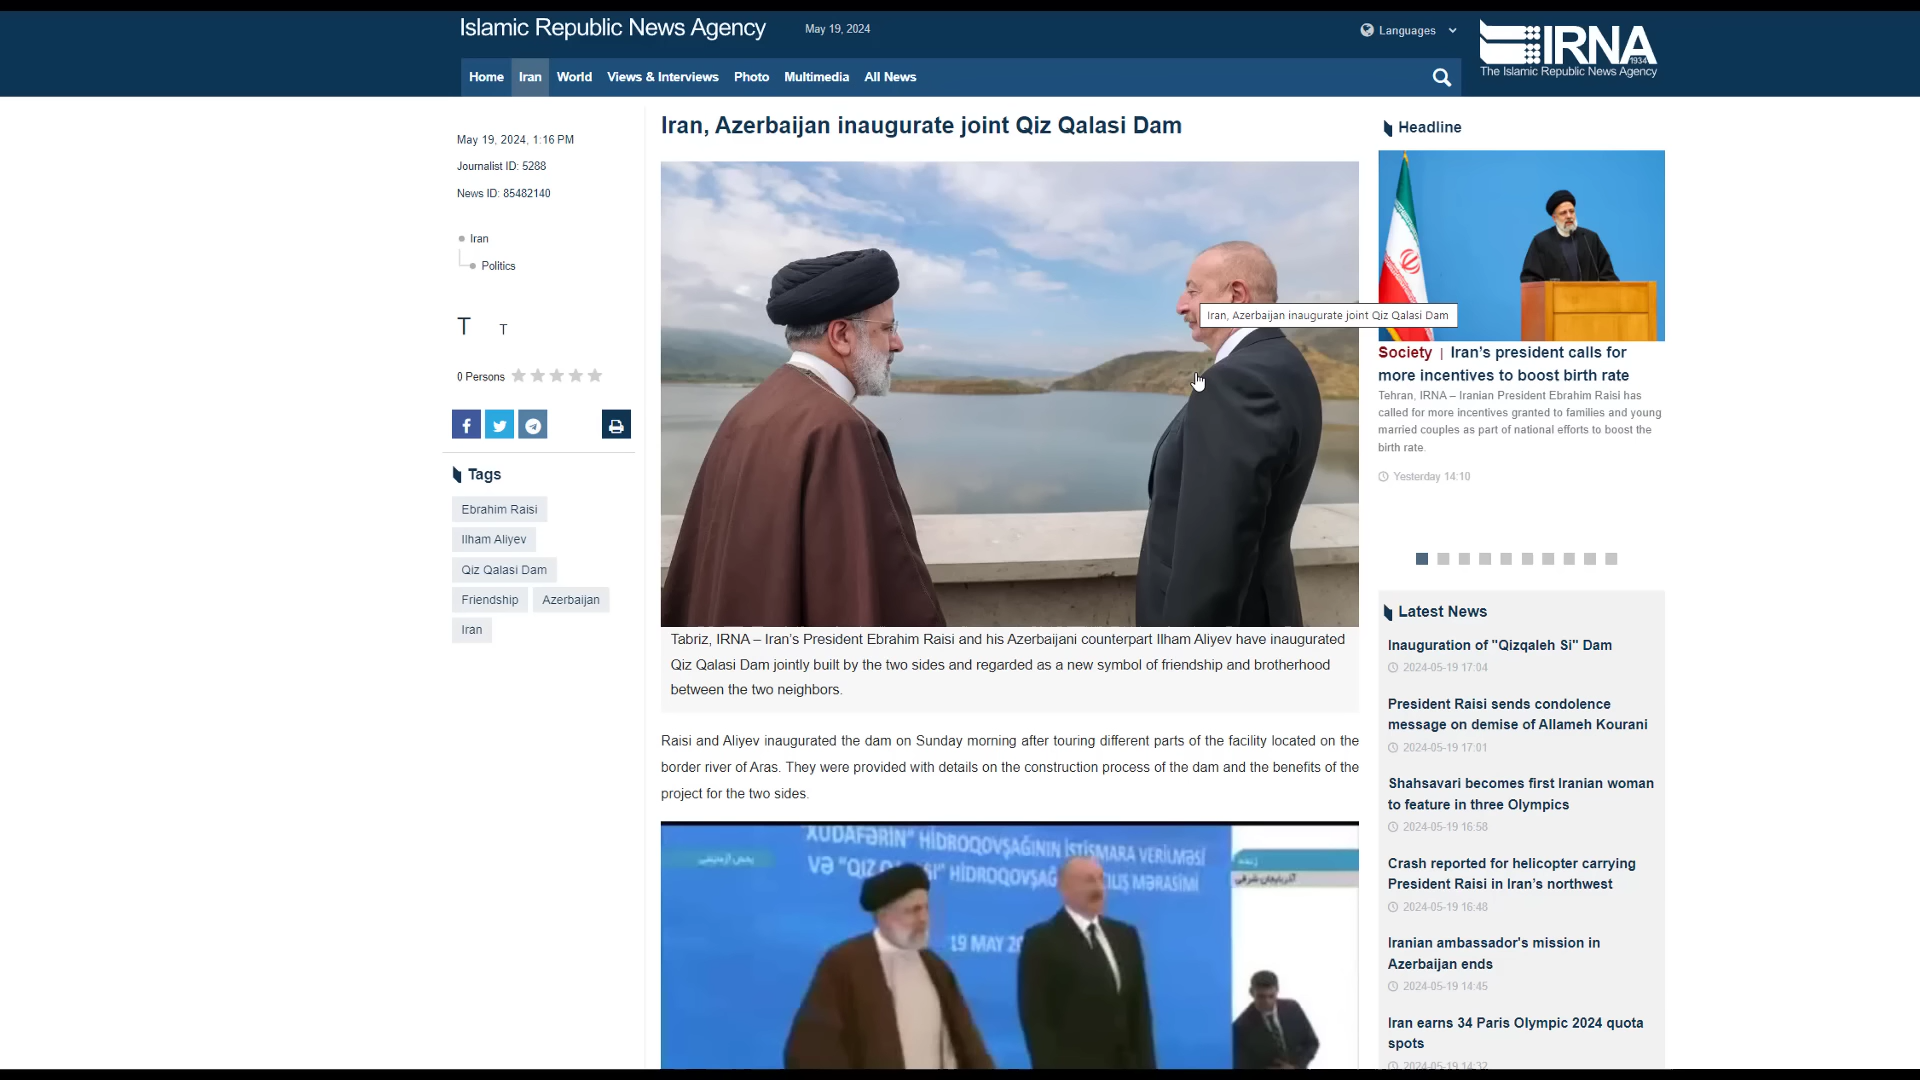 Islamic Republic News Agency
May 19, 2024
Languages
IRNA
1934
The Islamic Republic News Agency
Home
Iran
World
Views & Interviews
Photo
Multimedia
All News
May 19, 2024, 1:16 PM
Journalist ID: 5288
News ID: 85482140
Iran
Politics
T T
0 Persons
Tags
Ebrahim Raisi
Ilham Aliyev
Qiz Qalasi Dam
Friendship
Azerbaijan
Iran
Iran, Azerbaijan inaugurate joint Qiz Qalasi Dam
Iran, Azerbaijan inaugurate joint Qiz Qalasi Dam
Tabriz, IRNA – Iran’s President Ebrahim Raisi and his Azerbaijani counterpart Ilham Aliyev have inaugurated
Qiz Qalasi Dam jointly built by the two sides and regarded as a new symbol of friendship and brotherhood
between the two neighbors.
Raisi and Aliyev inaugurated the dam on Sunday morning after touring different parts of the facility located on the
border river of Aras. They were provided with details on the construction process of the dam and the benefits of the
project for the two sides.
"XUDAFƏRİN" HİDROQOVŞAĞININ İSTİSMARA VERİLMƏSİ
VƏ "QIZ HİDROQOVŞAĞ MƏRASİMİ
19 MAY
زنده
آذربایجان شرقی
Headline
Society | Iran’s president calls for
more incentives to boost birth rate
Tehran, IRNA – Iranian President Ebrahim Raisi has
called for more incentives granted to families and young
married couples as part of national efforts to boost the
birth rate.
Yesterday 14:10
Latest News
Inauguration of "Qizqaleh Si" Dam
2024-05-19 17:04
President Raisi sends condolence
message on demise of Allameh Kourani
2024-05-19 17:01
Shahsavari becomes first Iranian woman
to feature in three Olympics
2024-05-19 16:58
Crash reported for helicopter carrying
President Raisi in Iran’s northwest
2024-05-19 16:48
Iranian ambassador's mission in
Azerbaijan ends
2024-05-19 14:45
Iran earns 34 Paris Olympic 2024 quota
spots
2024-05-19 14:32